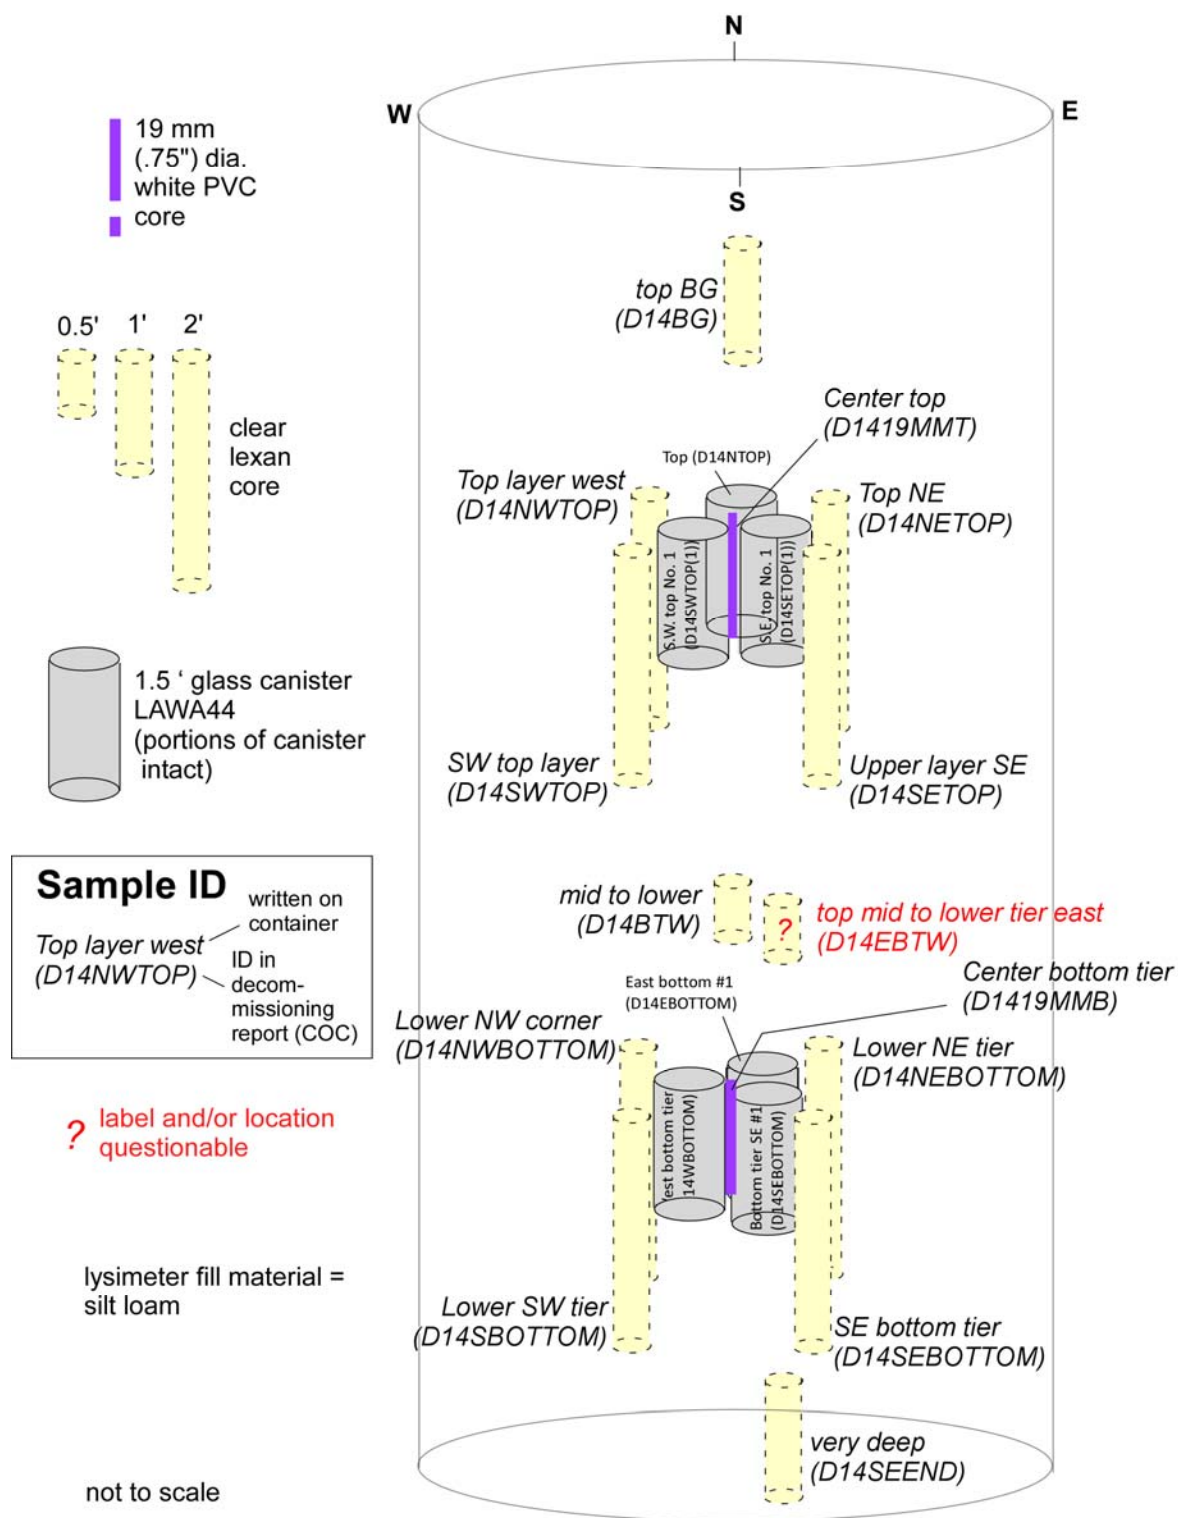 N
W
E
S
19 mm
(.75") dia.
white PVC
core
0.5' 1' 2'
clear
lexan
core
1.5 ‘ glass canister
LAWA44
(portions of canister
intact)
Sample ID
Top layer west
(D14NWTOP)
written on
container
ID in
decom-
missioning
report (COC)
? label and/or location
questionable
lysimeter fill material =
silt loam
not to scale
top BG
(D14BG)
Center top
(D1419MMT)
Top (D14NTOP)
Top layer west
(D14NWTOP)
Top NE
(D14NETOP)
S.W. top No. 1
(D14SWTOP(1))
S.E. top No. 1
(D14SETOP(1))
SW top layer
(D14SWTOP)
Upper layer SE
(D14SETOP)
mid to lower
(D14BTW)
?
top mid to lower tier east
(D14EBTW)
East bottom #1
(D14EBOTTOM)
Center bottom tier
(D1419MMB)
Lower NW corner
(D14NWBOTTOM)
Lower NE tier
(D14NEBOTTOM)
est bottom tier
14WBOTTOM)
Bottom tier SE #1
(D14SEBOTTOM)
Lower SW tier
(D14SBOTTOM)
SE bottom tier
(D14SEBOTTOM)
very deep
(D14SEEND)